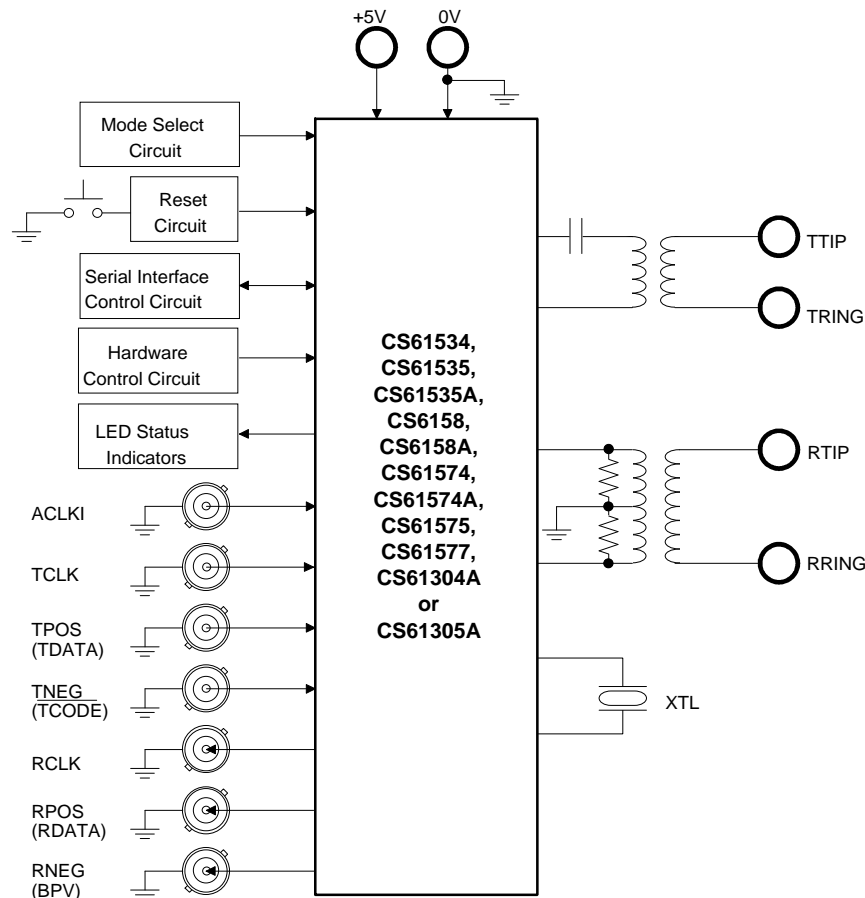 +5V
0V
Mode Select
Circuit
Reset
Circuit
Serial Interface
Control Circuit
Hardware
Control Circuit
LED Status
Indicators
ACLKI
TCLK
TPOS
(TDATA)
TNEG
(TCODE)
RCLK
RPOS
(RDATA)
RNEG
(BPV)
CS61534,
CS61535,
CS61535A,
CS6158,
CS6158A,
CS61574,
CS61574A,
CS61575,
CS61577,
CS61304A
or
CS61305A
TTIP
TRING
RTIP
RRING
XTL